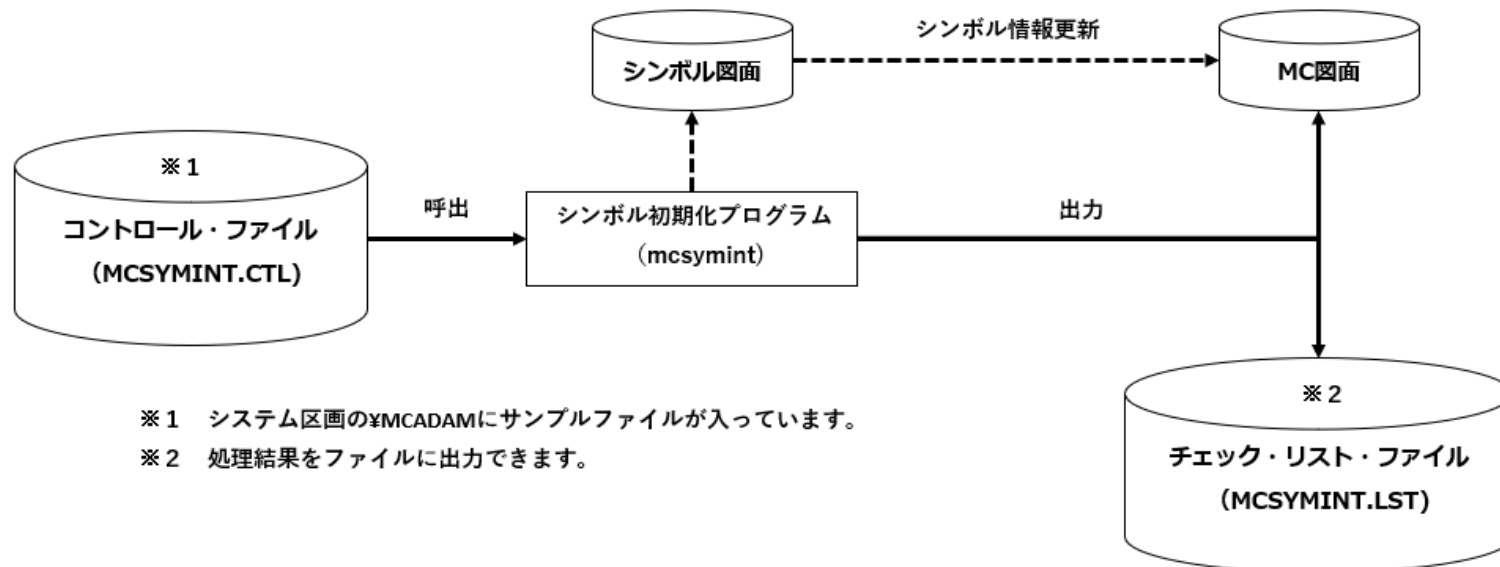 シンボル情報更新
シンボル図面
MC図面
※1
コントロール・ファイル
（MCSYMINT.CTL)
呼出
シンボル初期化プログラム
（mcsymint）
出力
※1　システム区画の¥MCADAMにサンプルファイルが入っています。
※2　処理結果をファイルに出力できます。
※2
チェック・リスト・ファイル
（MCSYMINT.LST)